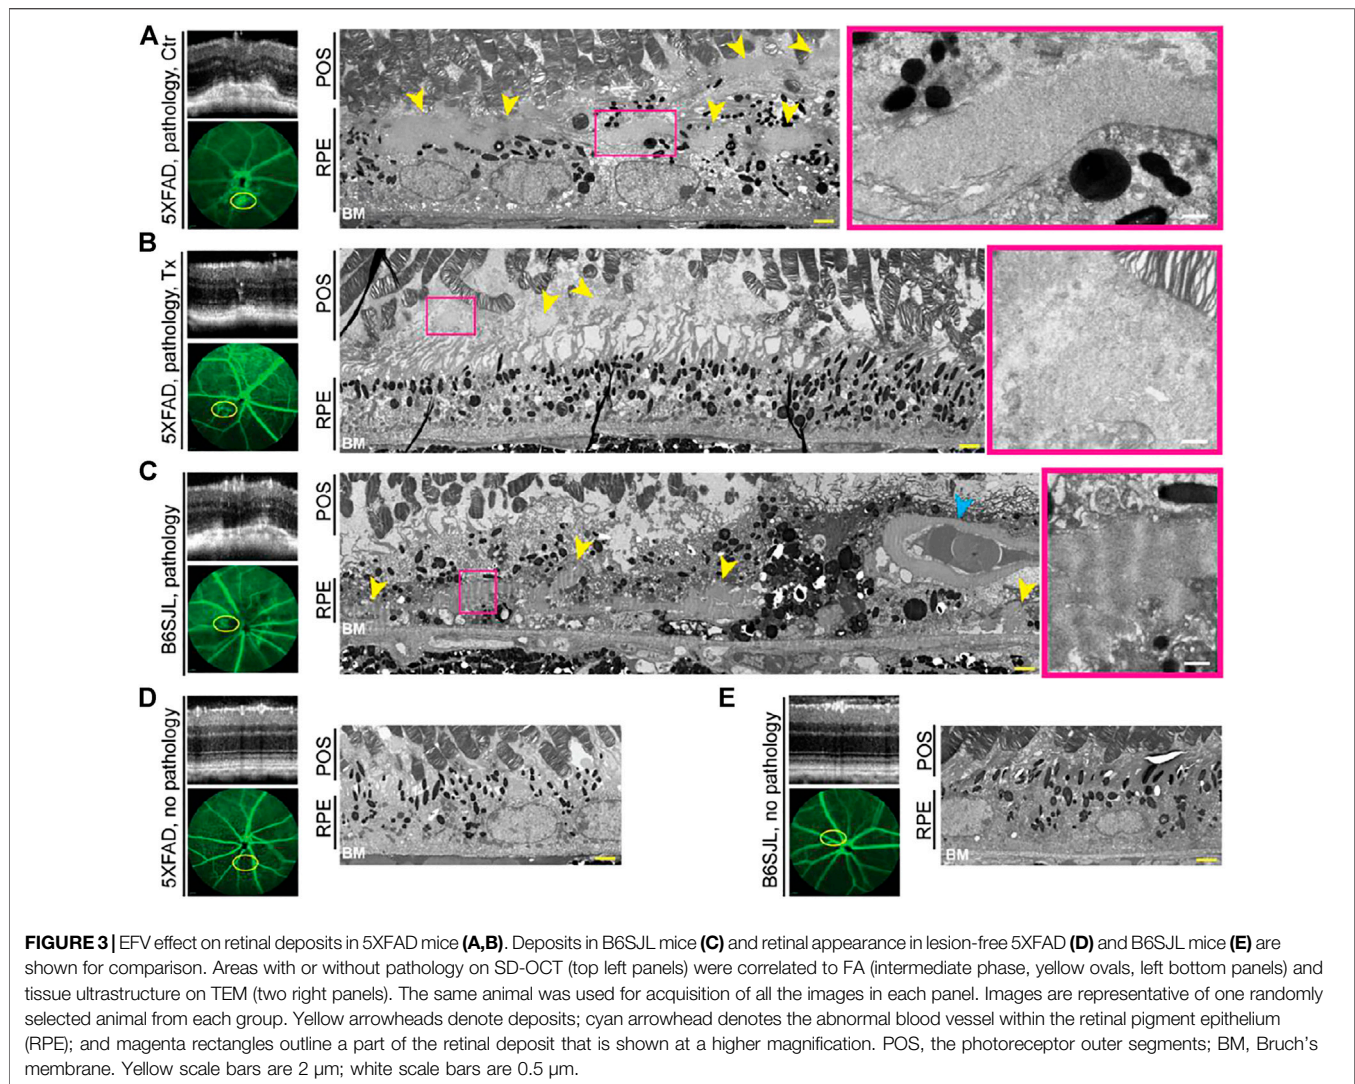 A
5XFAD, pathology, Ctr
POS
RPE
BM
B
5XFAD, pathology, Tx
POS
RPE
BM
C
B6SJL, pathology
POS
RPE
BM
D
5XFAD, no pathology
POS
RPE
BM
E
B6SJL, no pathology
POS
RPE
BM
FIGURE 3 | EFV effect on retinal deposits in 5XFAD mice (A,B). Deposits in B6SJL mice (C) and retinal appearance in lesion-free 5XFAD (D) and B6SJL mice (E) are
shown for comparison. Areas with or without pathology on SD-OCT (top left panels) were correlated to FA (intermediate phase, yellow ovals, left bottom panels) and
tissue ultrastructure on TEM (two right panels). The same animal was used for acquisition of all the images in each panel. Images are representative of one randomly
selected animal from each group. Yellow arrowheads denote deposits; cyan arrowhead denotes the abnormal blood vessel within the retinal pigment epithelium
(RPE); and magenta rectangles outline a part of the retinal deposit that is shown at a higher magnification. POS, the photoreceptor outer segments; BM, Bruch's
membrane. Yellow scale bars are 2 µm; white scale bars are 0.5 µm.